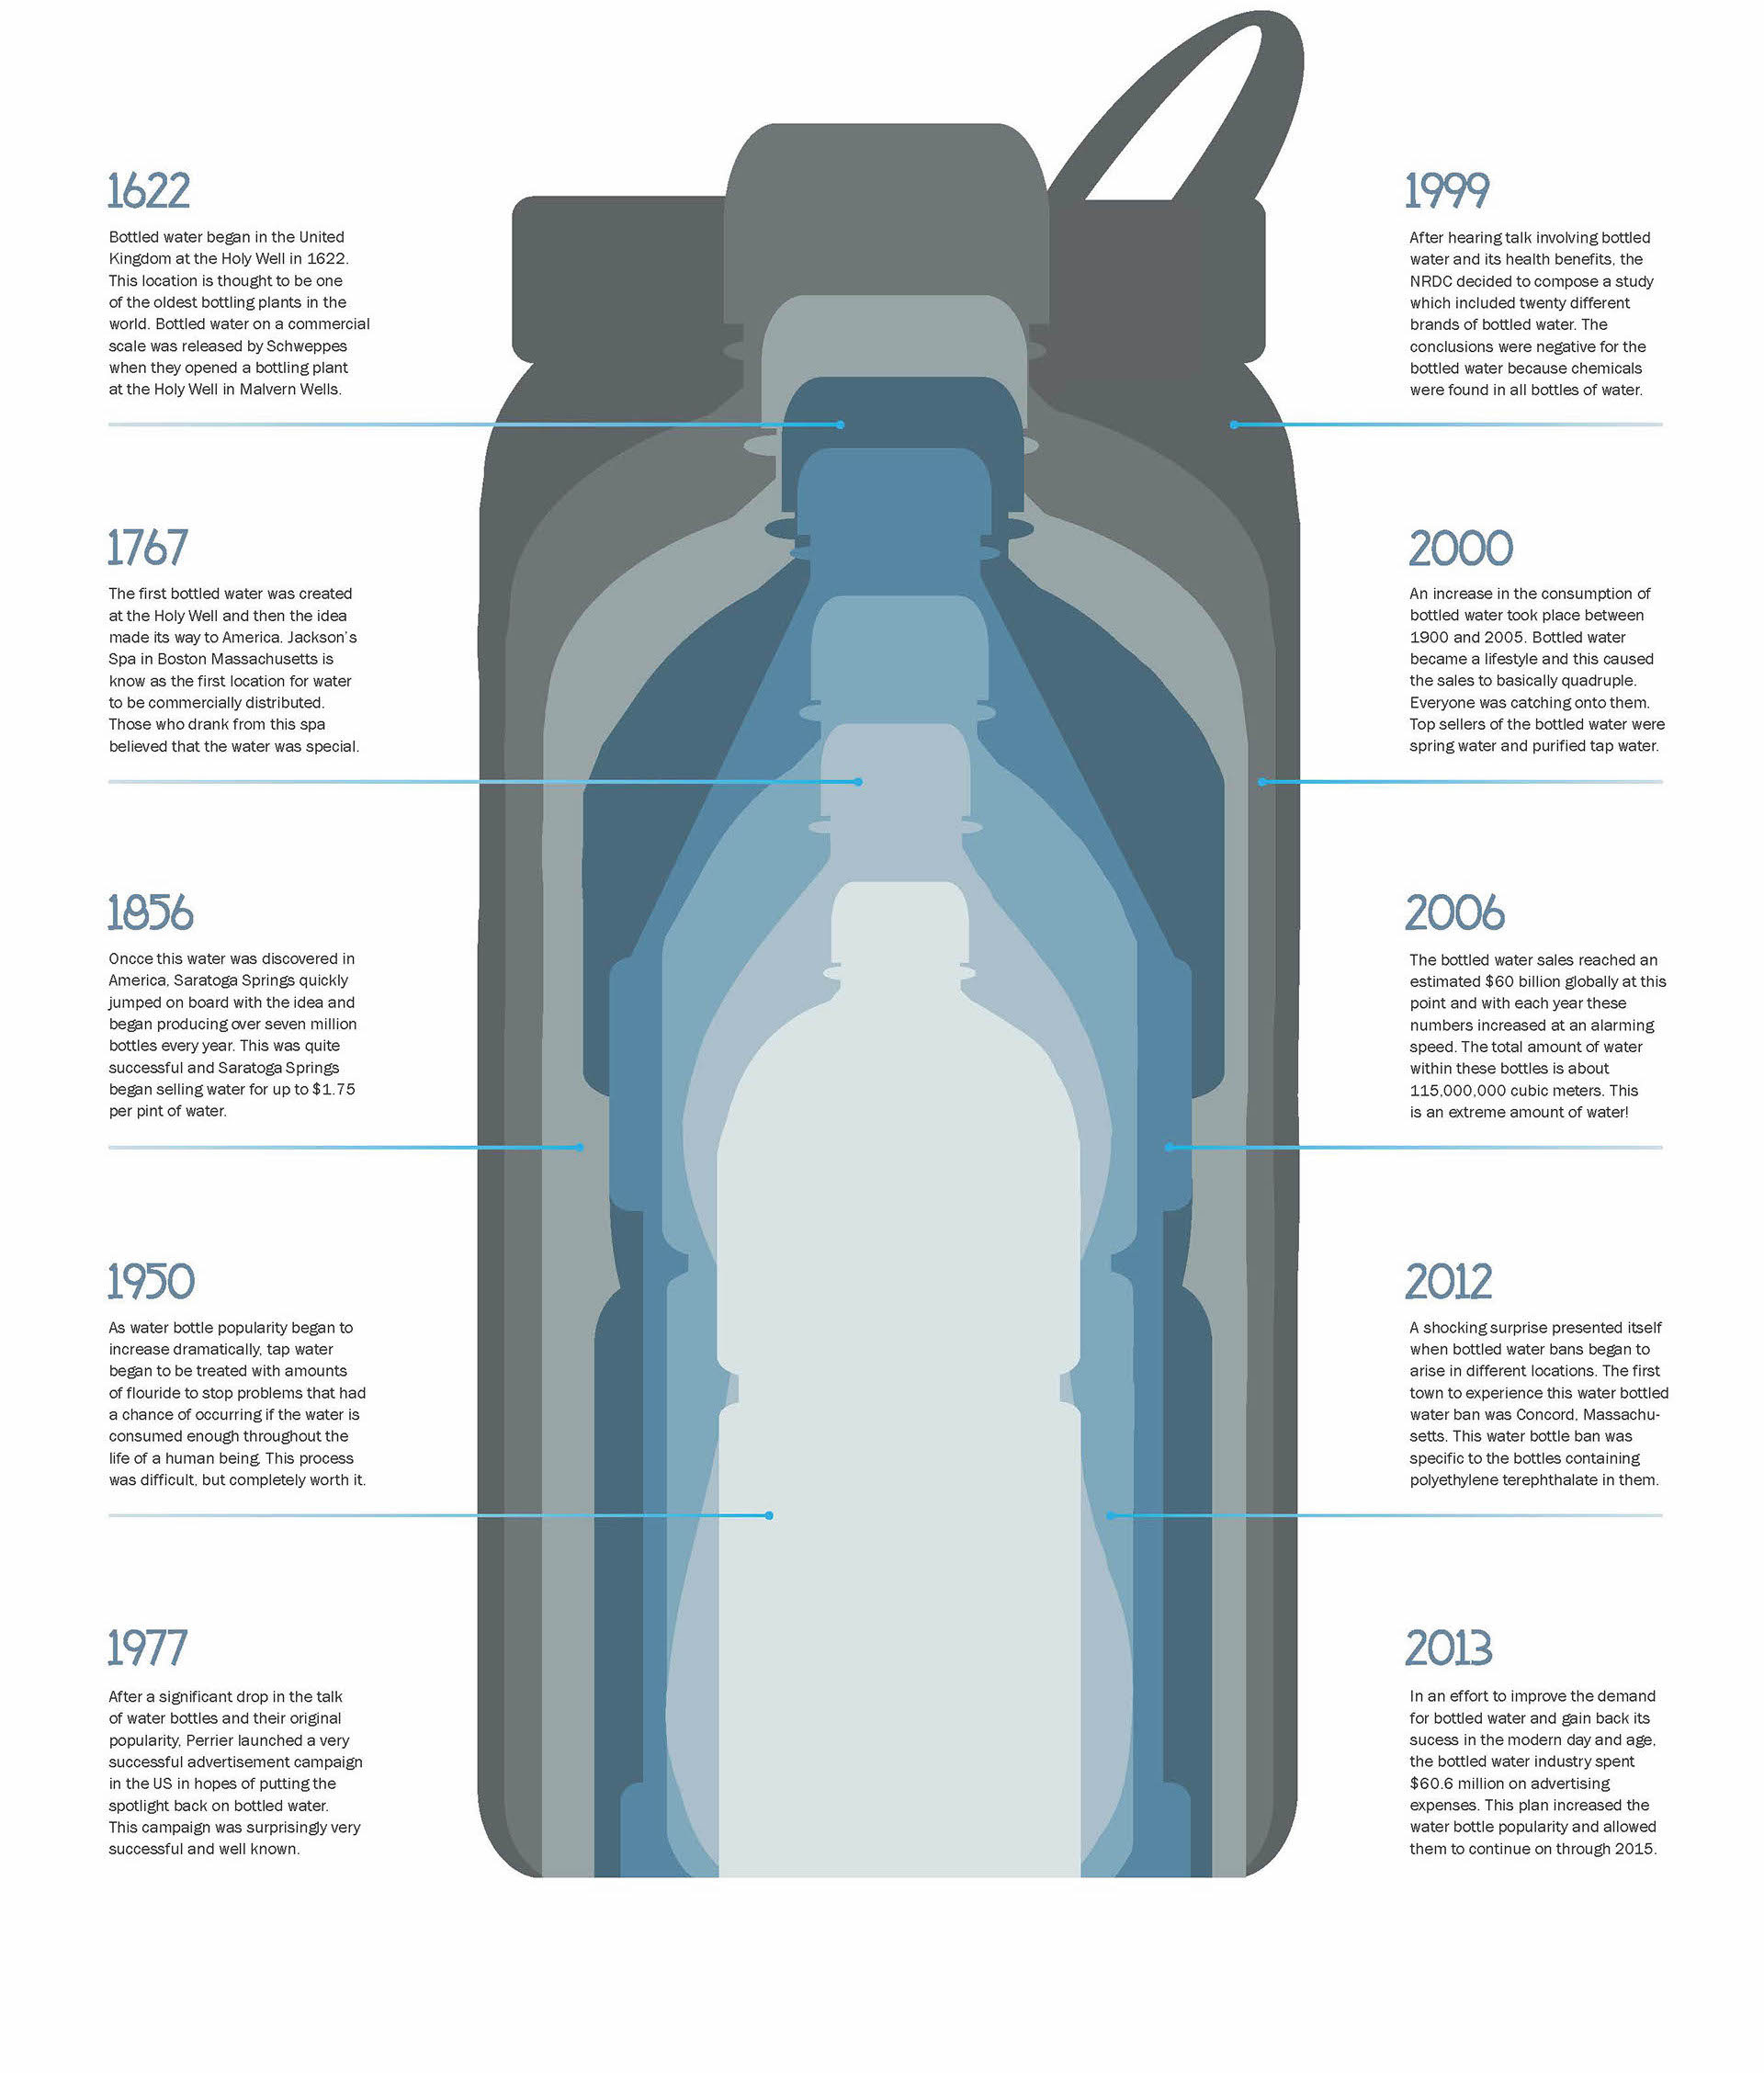 1622
Bottled water began in the United
Kingdom at the Holy Well in 1622.
This location is thought to be one
of the oldest bottling plants in the
world. Bottled water on a commercial
scale was released by Schweppes
when they opened a bottling plant
at the Holy Well in Malvern Wells.
1767
The first bottled water was created
at the Holy Well and then the idea
made its way to America. Jackson's
Spa in Boston Massachusetts is
know as the first location for water
to be commercially distributed.
Those who drank from this spa
believed that the water was special.
1856
Oncce this water was discovered in
America, Saratoga Springs quickly
jumped on board with the idea and
began producing over seven million
bottles every year. This was quite
successful and Saratoga Springs
began selling water for up to $1.75
per pint of water.
1950
As water bottle popularity began to
increase dramatically, tap water
began to be treated with amounts
of flouride to stop problems that had
a chance of occurring if the water is
consumed enough throughout the
life of a human being. This process
was difficult, but completely worth it.
1977
After a significant drop in the talk
of water bottles and their original
popularity, Perrier launched a very
successful advertisement campaign
in the US in hopes of putting the
spotlight back on bottled water.
This campaign was surprisingly very
successful and well known.
1999
After hearing talk involving bottled
water and its health benefits, the
NRDC decided to compose a study
which included twenty different
brands of bottled water. The
conclusions were negative for the
bottled water because chemicals
were found in all bottles of water.
2000
An increase in the consumption of
bottled water took place between
1900 and 2005. Bottled water
became a lifestyle and this caused
the sales to basically quadruple.
Everyone was catching onto them.
Top sellers of the bottled water were
spring water and purified tap water.
2006
The bottled water sales reached an
estimated $60 billion globally at this
point and with each year these
numbers increased at an alarming
speed. The total amount of water
within these bottles is about
115,000,000 cubic meters. This
is an extreme amount of water!
2012
A shocking surprise presented itself
when bottled water bans began to
arise in different locations. The first
town to experience this water bottled
water ban was Concord, Massachu-
setts. This water bottle ban was
specific to the bottles containing
polyethylene terephthalate in them.
2013
In an effort to improve the demand
for bottled water and gain back its
sucess in the modern day and age,
the bottled water industry spent
$60.6 million on advertising
expenses. This plan increased the
water bottle popularity and allowed
them to continue on through 2015.